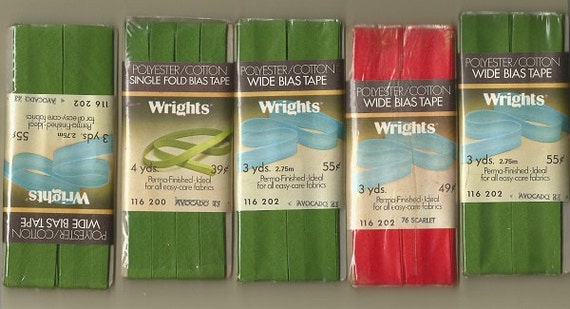 POLYESTER/COTTON
WIDE BIAS TAPE
Wrights
3 yds. 2.75m 55¢
Perma-Finished-Ideal
for all easy-care fabrics
116 202 AVOCADO
POLYESTER/COTTON
SINGLE FOLD BIAS TAPE
Wrights
4 yds. 39¢
Perma-Finished-Ideal
for all easy-care fabrics
116 200 AVOCADO
POLYESTER/COTTON
WIDE BIAS TAPE
Wrights
3 yds. 2.75m 55¢
Perma-Finished-Ideal
for all easy-care fabrics
116 202 AVOCADO
POLYESTER/COTTON
WIDE BIAS TAPE
Wrights
3 yds. 49¢
Perma-Finished-Ideal
for all easy-care fabrics
116 202 76 SCARLET
POLYESTER/COTTON
WIDE BIAS TAPE
Wrights
3 yds. 2.75m 55¢
Perma-Finished-Ideal
for all easy-care fabrics
116 202 AVOCADO